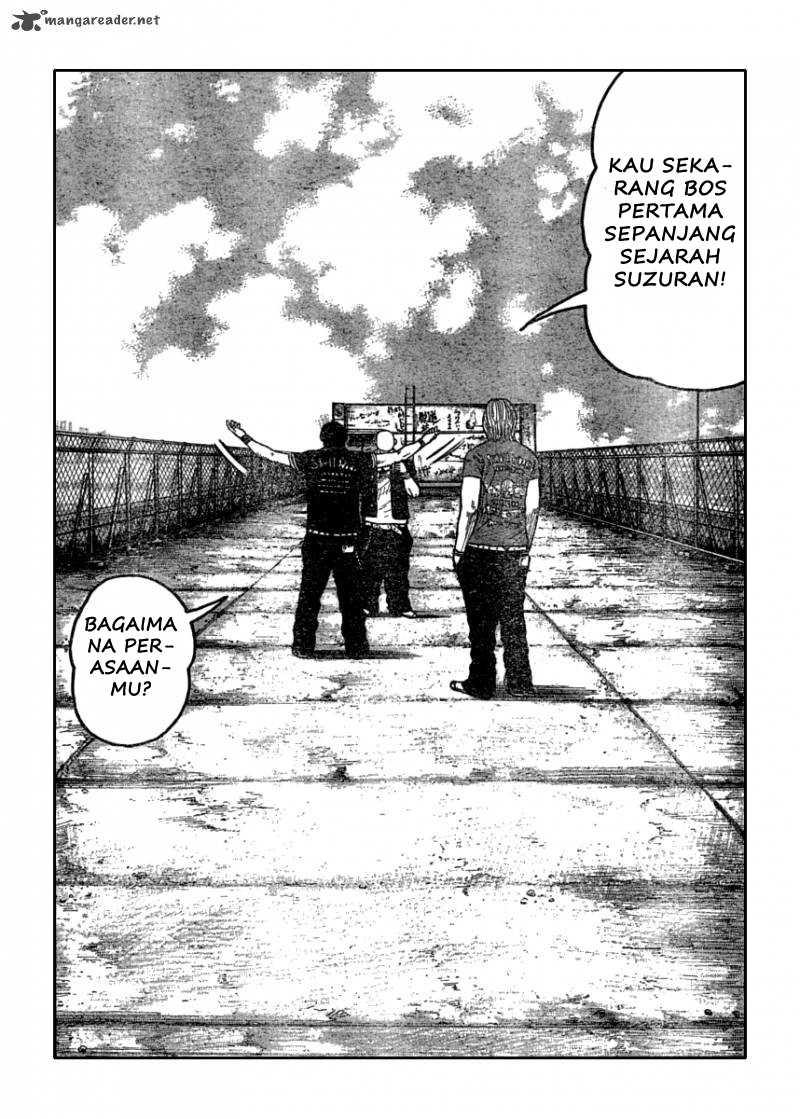 mangareader.net
KAU SEKA-
RANG BOS
PERTAMA
SEPANJANG
SEJARAH
SUZURAN!
BAGAIMA
NA PER-
ASAAN-
MU?